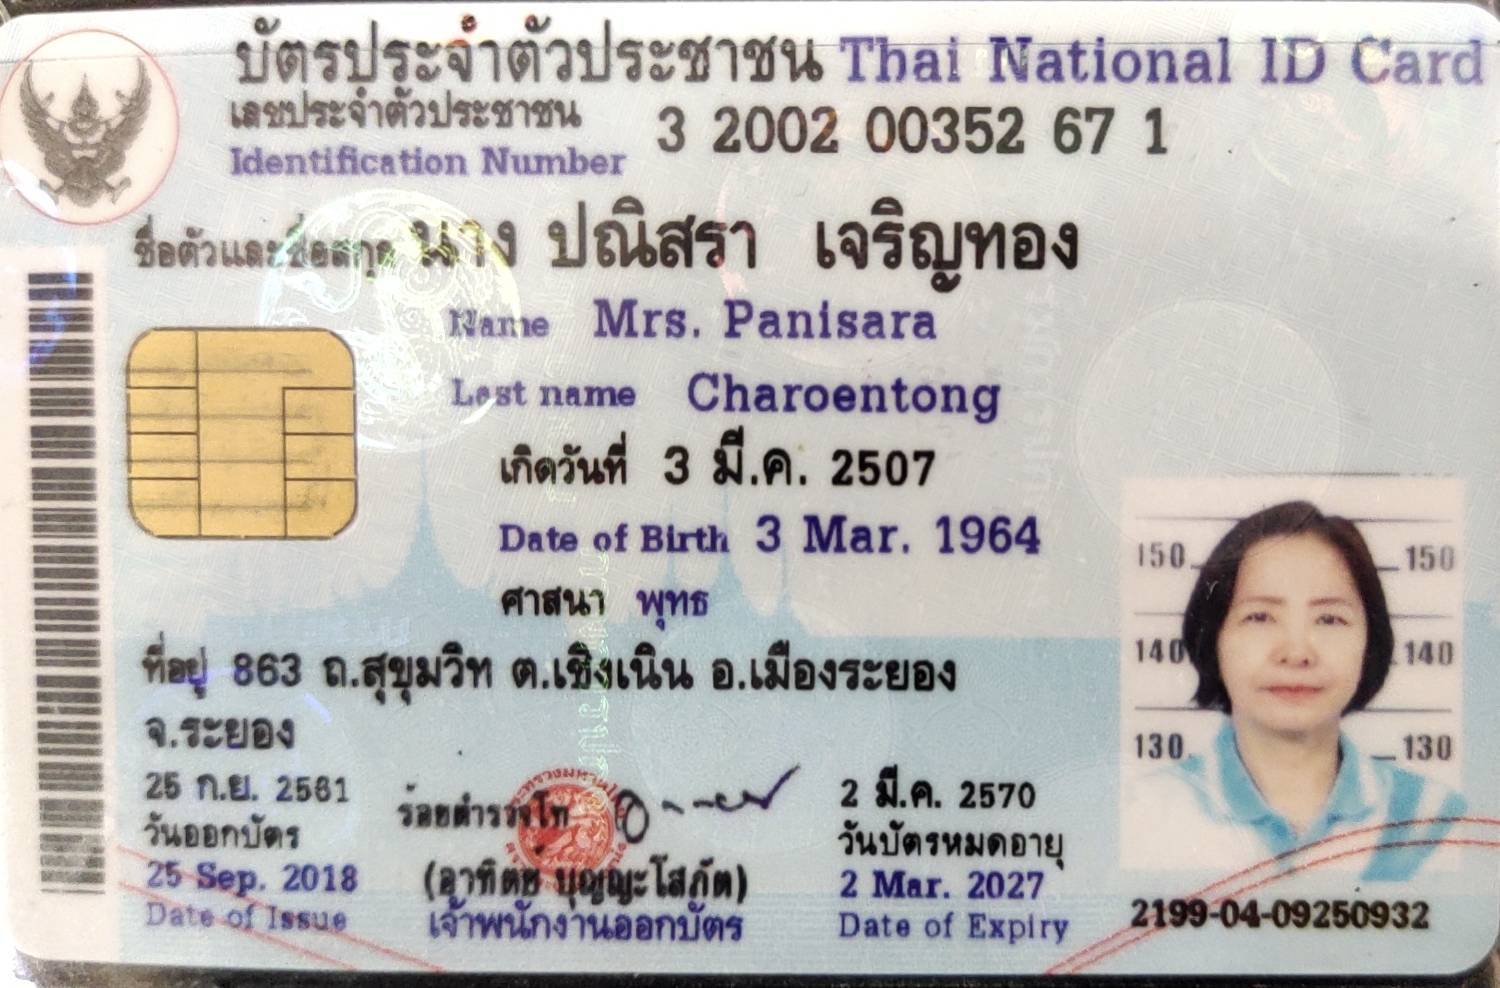 บัตรประจำตัวประชาชน Thai National ID Card
เลขประจำตัวประชาชน
Identification Number
3 2002 00352 67 1
ชื่อตัวและชื่อสกุล นาง ปณิสรา เจริญทอง
Name Mrs. Panisara
Last name Charoentong
เกิดวันที่ 3 มี.ค. 2507
Date of Birth 3 Mar. 1964
ศาสนา พุทธ
ที่อยู่ 863 ถ.สุขุมวิท ต.เชิงเนิน อ.เมืองระยอง
จ.ระยอง
150 150
140 140
130 130
25 ก.ย. 2561
วันออกบัตร
25 Sep. 2018
Date of Issue
ร้อยตำรวจโท
(อาทิตย บุญญะโสภัต)
เจ้าพนักงานออกบัตร
2 มี.ค. 2570
วันบัตรหมดอายุ
2 Mar. 2027
Date of Expiry
2199-04-09250932